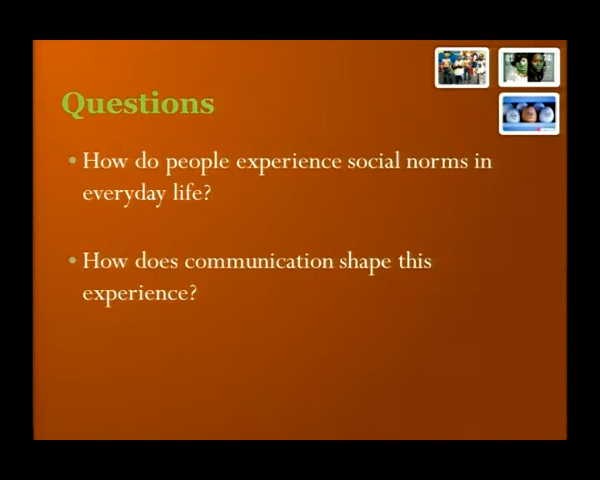 Questions
• How do people experience social norms in
everyday life?
• How does communication shape this
experience?